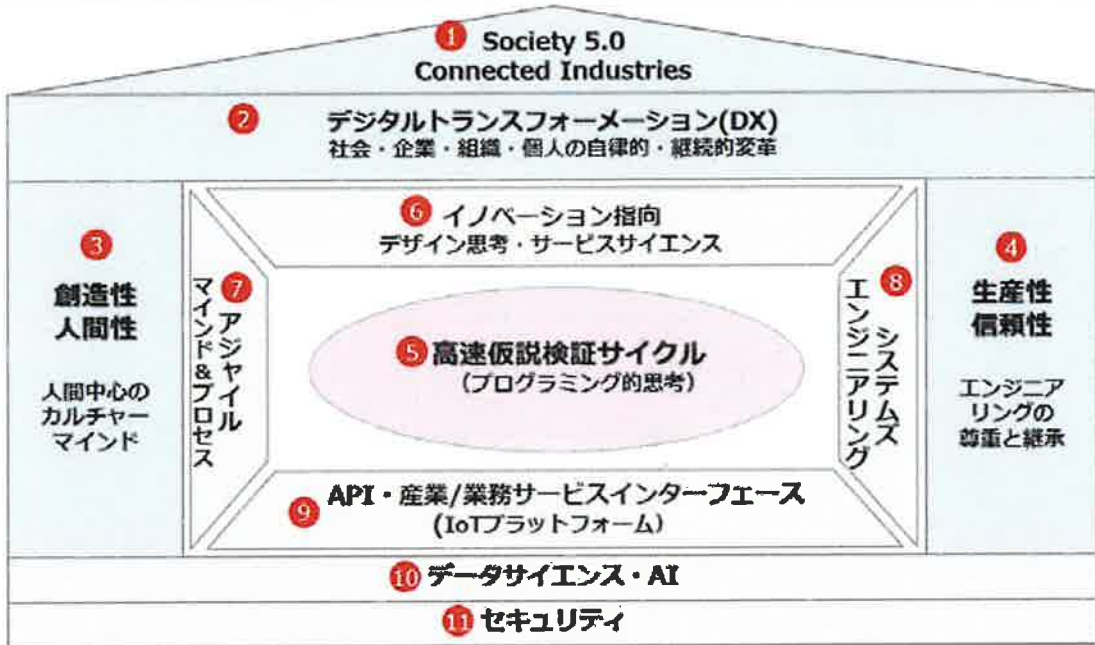 ① Society 5.0
Connected Industries
② デジタルトランスフォーメーション(DX)
社会・企業・組織・個人の自律的・継続的変革
③
創造性
人間性
人間中心の
カルチャー
マインド
④
生産性
信頼性
エンジニア
リングの
尊重と継承
⑥ イノベーション指向
デザイン思考・サービスサイエンス
⑦ アジャイル
マインド&プロセス
⑤ 高速仮説検証サイクル
(プログラミング的思考)
⑧ システムズ
エンジニアリング
⑨ API・産業/業務サービスインターフェース
(IoTプラットフォーム)
⑩ データサイエンス・AI
⑪ セキュリティ